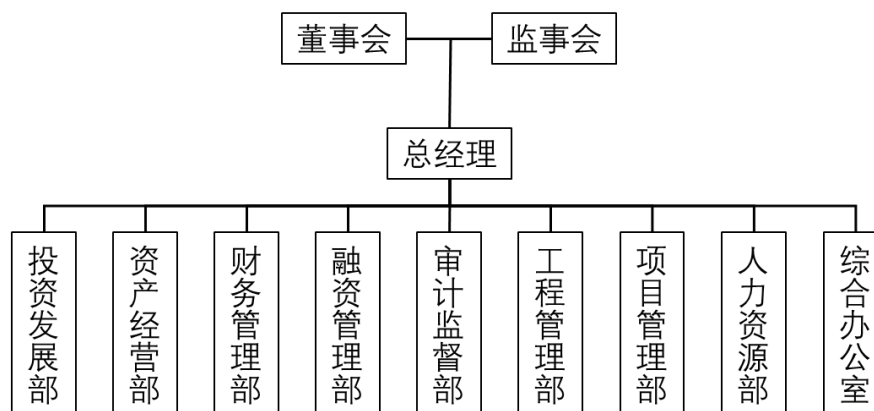 董事会
监事会
总经理
投资发展部
资产经营部
财务管理部
融资管理部
审计监督部
工程管理部
项目管理部
人力资源部
综合办公室